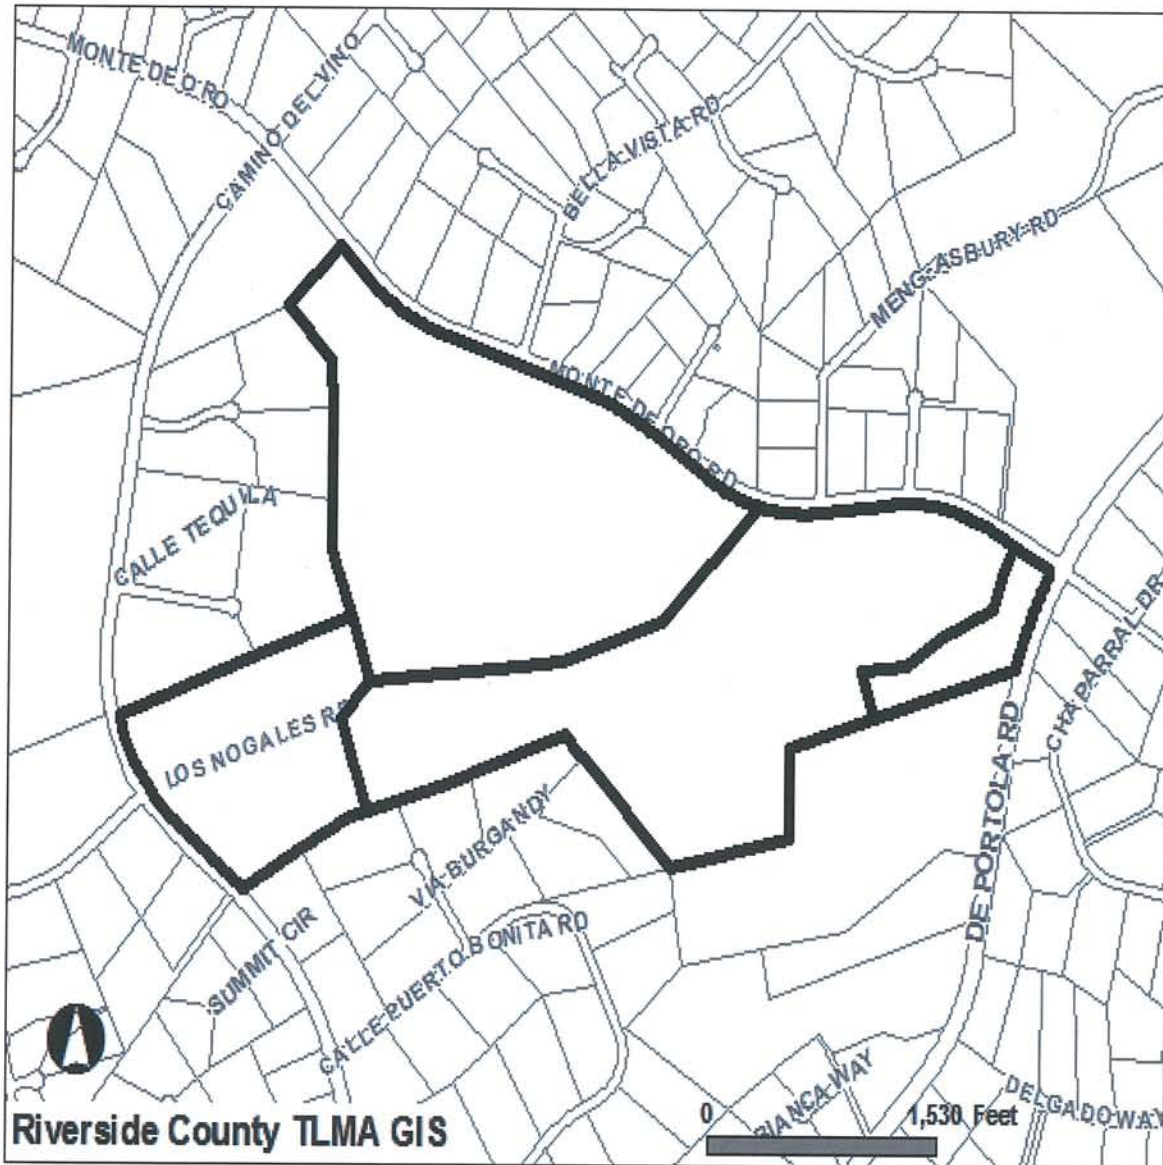 MONTE DE ORO
CAMINO DEL VINO
BELLA VISTA RD
MENG-ASBURY RD
MONTE DE ORO RD
CALLE TEQUILA
CHAPARRAL DR
LOS NOGALES RD
DE PORTOLA RD
VIA BURGANDY
SUMMIT CIR
CALLE PUERTO BONITA RD
BIANCA WAY
DELGADO WAY
0 1,530 Feet
Riverside County TLMA GIS